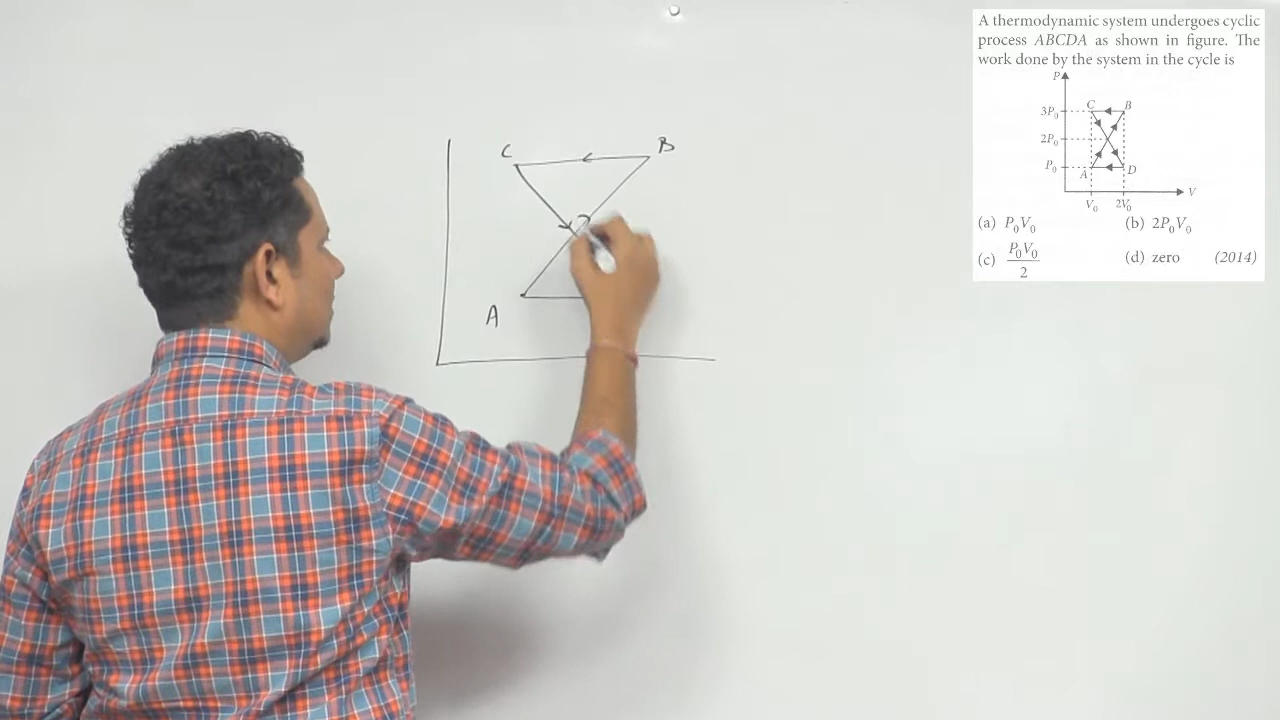 A thermodynamic system undergoes cyclic
process ABCDA as shown in figure. The
work done by the system in the cycle is
P
C B
3P₀
2P₀
P₀
A D
V
V₀ 2V₀
(a) P₀V₀ (b) 2P₀V₀
(c) P₀V₀/2 (d) zero (2014)
C B
A